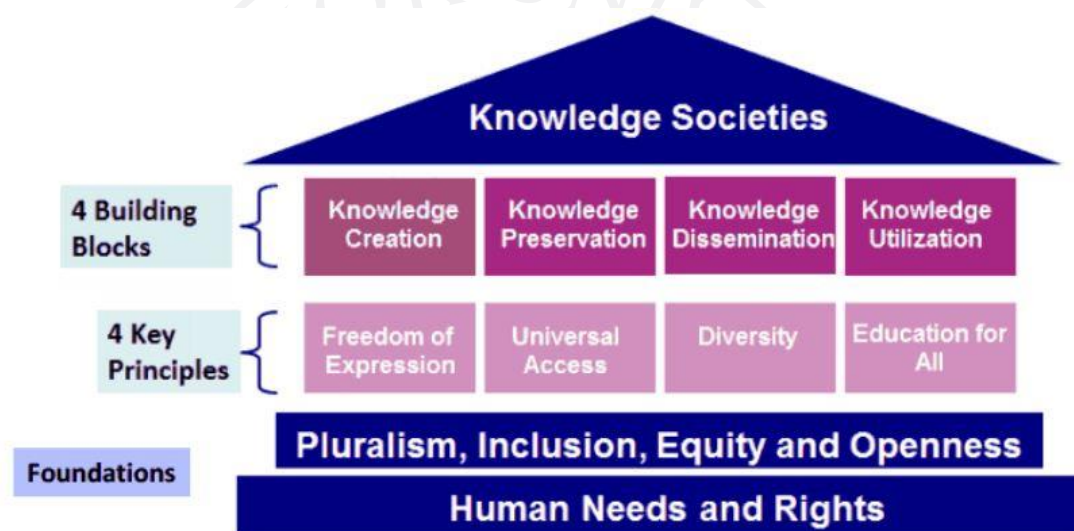 Knowledge Societies
4 Building
Blocks
Knowledge
Creation
Knowledge
Preservation
Knowledge
Dissemination
Knowledge
Utilization
4 Key
Principles
Freedom of
Expression
Universal
Access
Diversity
Education for
All
Pluralism, Inclusion, Equity and Openness
Foundations
Human Needs and Rights